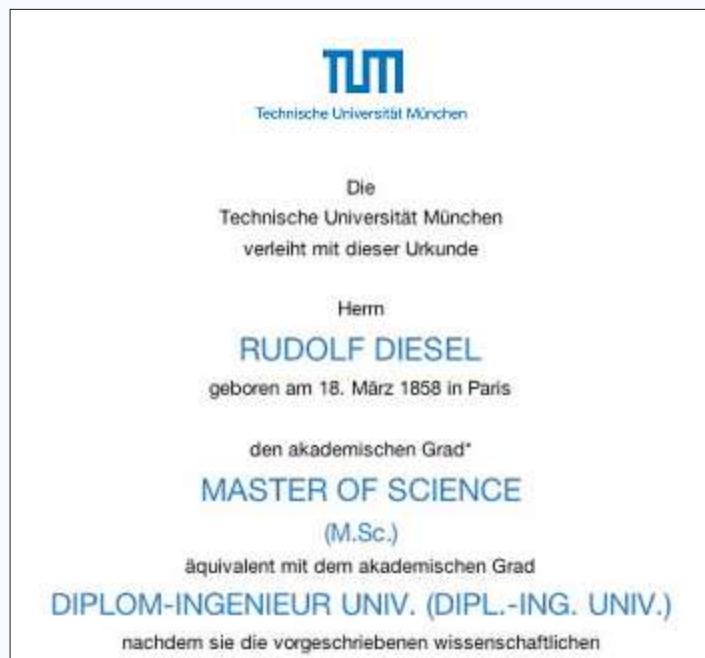 TUM
Technische Universität München
Die
Technische Universität München
verleiht mit dieser Urkunde
Herrn
RUDOLF DIESEL
geboren am 18. März 1858 in Paris
den akademischen Grad*
MASTER OF SCIENCE
(M.Sc.)
äquivalent mit dem akademischen Grad
DIPLOM-INGENIEUR UNIV. (DIPL.-ING. UNIV.)
nachdem sie die vorgeschriebenen wissenschaftlichen